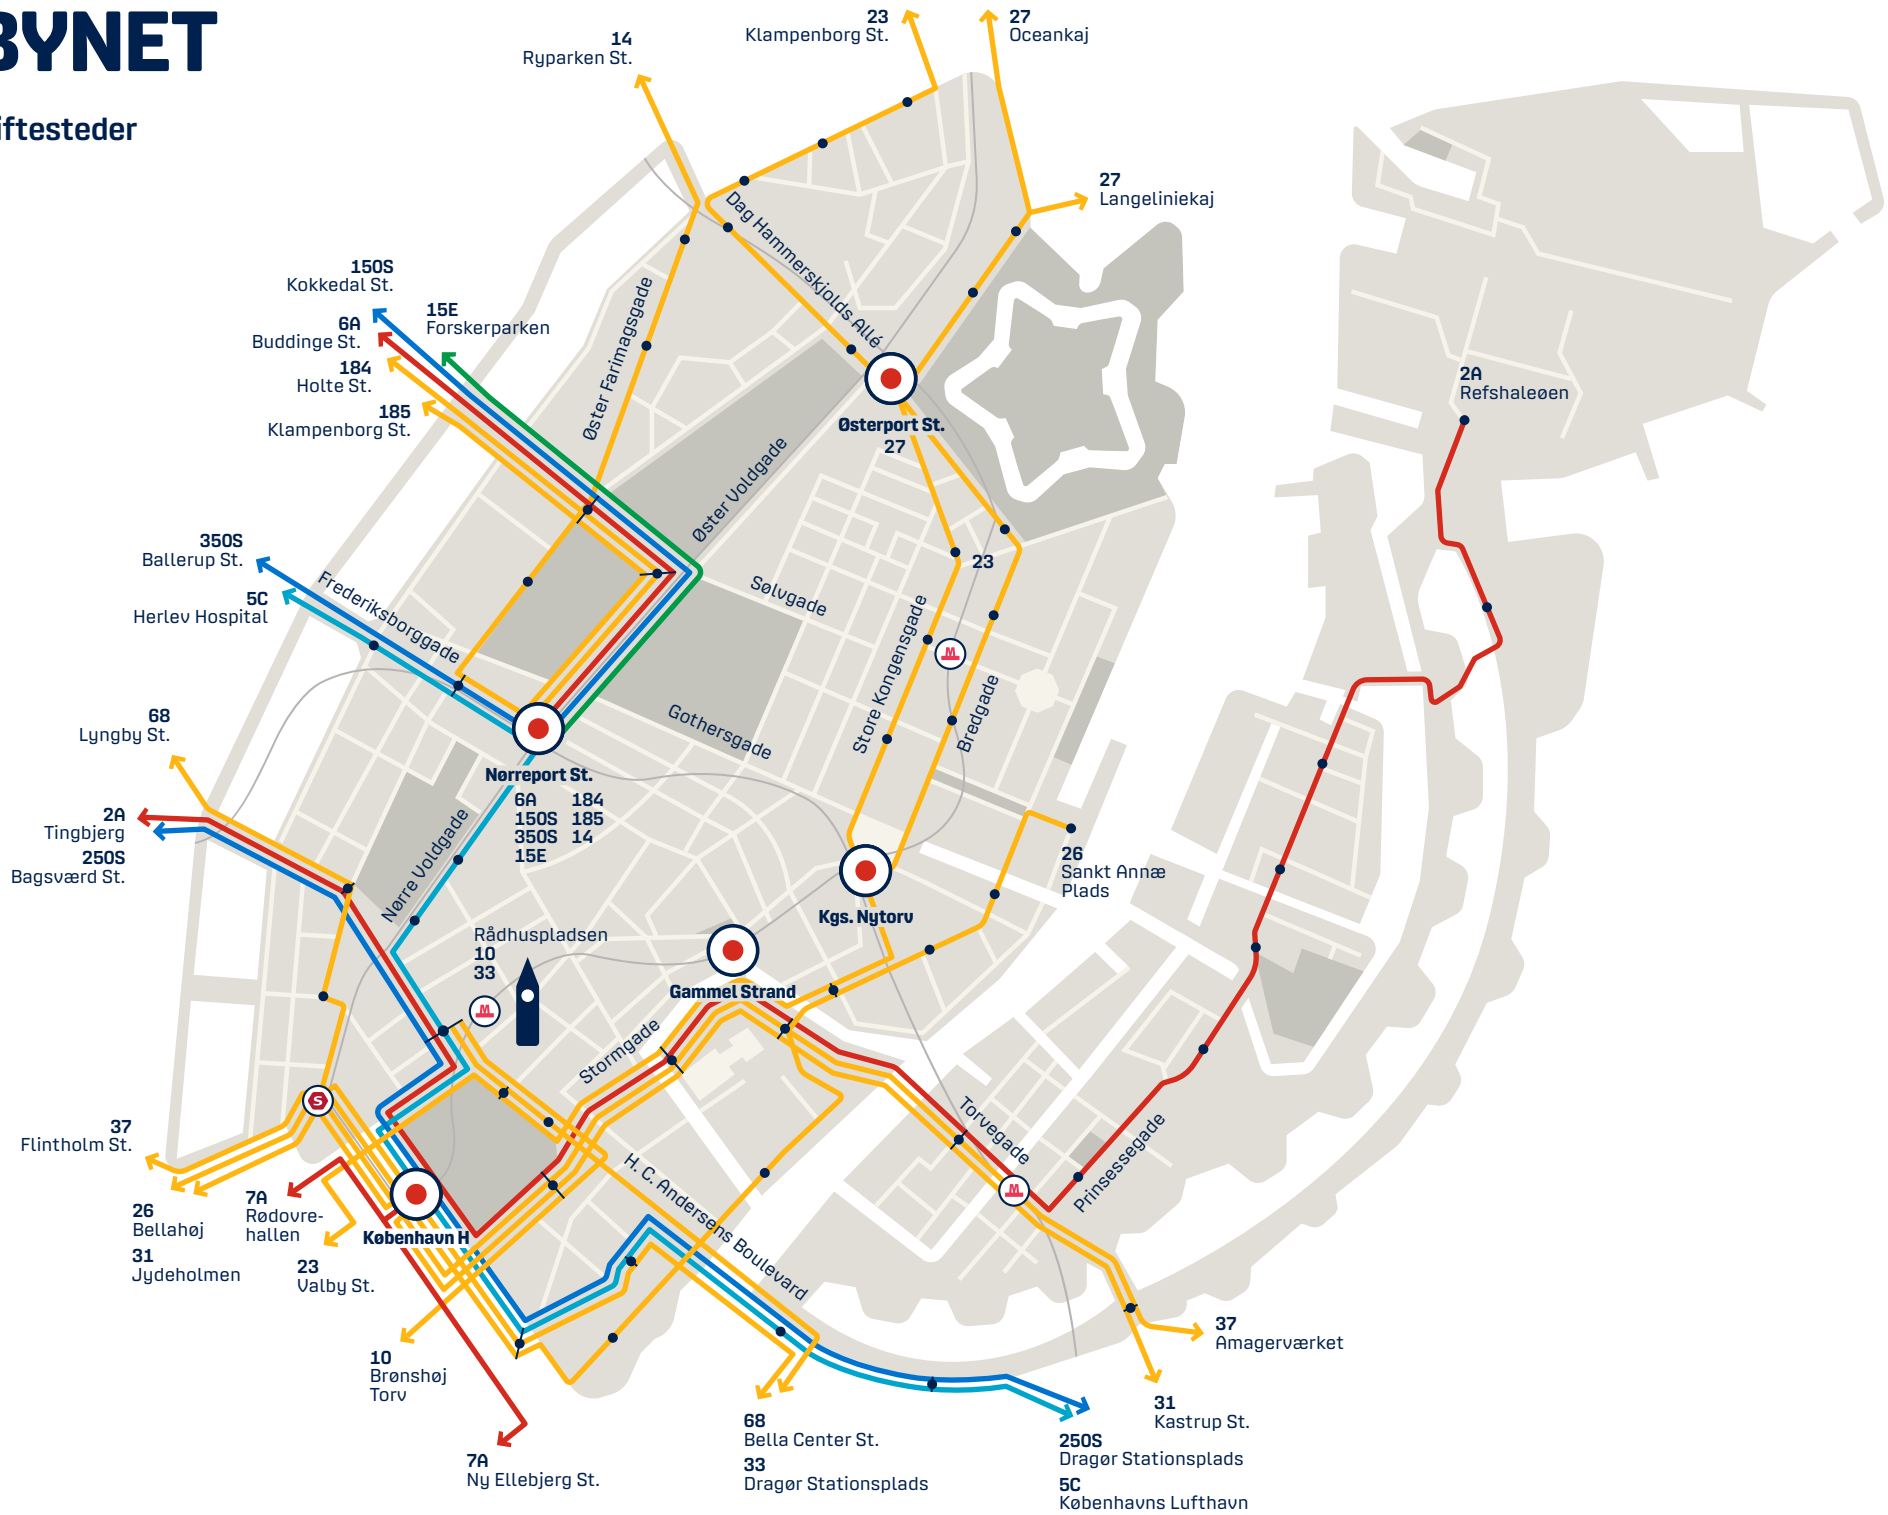 BYNET
iftesteder
14
Ryparken St.
23
Klampenborg St.
27
Oceankaj
27
Langeliniekaj
150S
Kokkedal St.
6A
Buddinge St.
184
Holte St.
185
Klampenborg St.
15E
Forskerparken
Dag Hammerskjolds Allé
Øster Farimagsgade
Østerport St.
27
2A
Refshaleøen
Øster Voldgade
350S
Ballerup St.
5C
Herlev Hospital
Frederiksborggade
23
Sølvgade
Store Kongensgade
Bredgade
Gothersgade
68
Lyngby St.
2A
Tingbjerg
250S
Bagsværd St.
Nørreport St.
6A 184
150S 185
350S 14
15E
Nørre Voldgade
Kgs. Nytorv
26
Sankt Annæ
Plads
Rådhuspladsen
10
33
M
M
M
Gammel Strand
Stormgade
Torvegade
Prinsessegade
S
37
Flintholm St.
26
Bellahøj
31
Jydeholmen
7A
Rødovre-
hallen
23
Valby St.
København H
H. C. Andersens Boulevard
10
Brønshøj
Torv
7A
Ny Ellebjerg St.
68
Bella Center St.
33
Dragør Stationsplads
37
Amagerværket
31
Kastrup St.
250S
Dragør Stationsplads
5C
Københavns Lufthavn